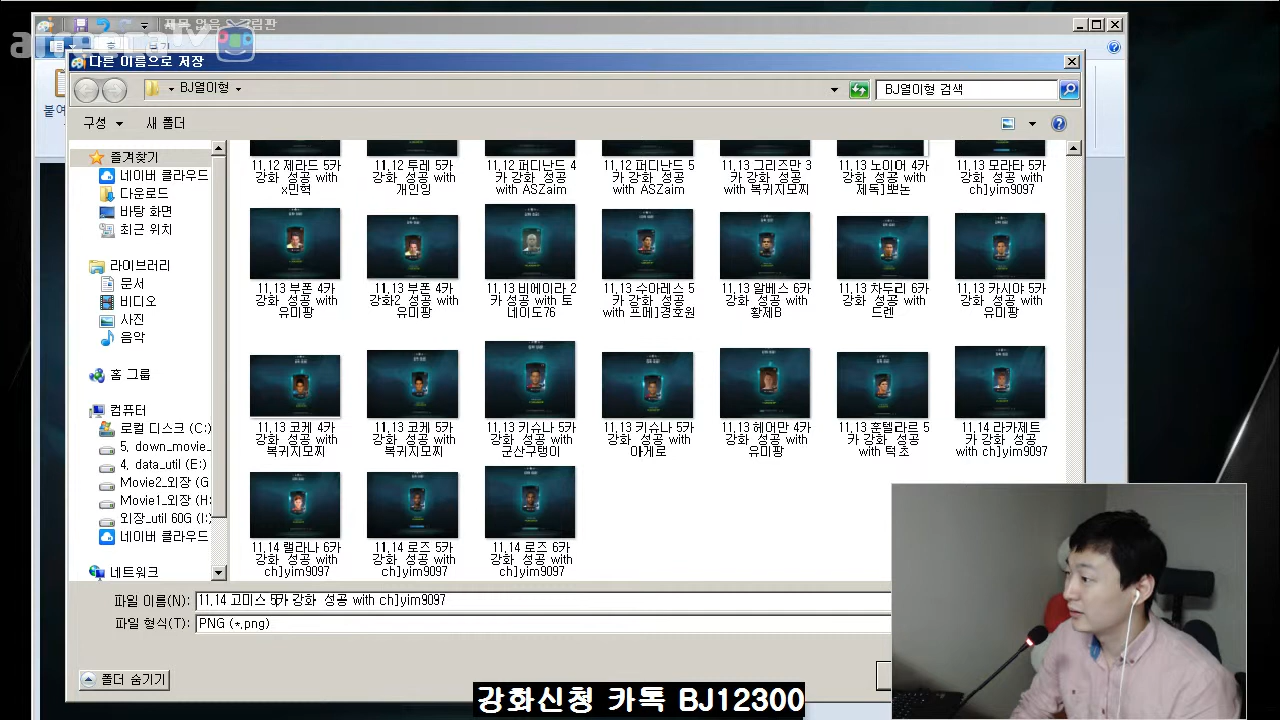 제목 없음 - 그림판
afreecaTV
다른 이름으로 저장
BJ열이형
BJ열이형 검색
구성
새 폴더
즐겨찾기
네이버 클라우드
다운로드
바탕 화면
최근 위치
라이브러리
문서
비디오
사진
음악
홈 그룹
컴퓨터
로컬 디스크 (C:)
5. down_movie_
4. data_util (E:)
Movie2_외장 (G
Movie1_외장 (H:
외장_util 60G (I:)
네이버 클라우드
네트워크
11.12 제라드 5카
강화 성공 with
x민혁
11.12 투레 5카
강화 성공 with
개인잉
11.12 퍼디난드 4
카 강화 성공
with ASZaim
11.12 퍼디난드 5
카 강화 성공
with ASZaim
11.13 그리즈만 3
카 강화 성공
with 복귀지모찌
11.13 노이어 4카
강화 성공 with
제독]뽀논
11.13 모라타 5카
강화 성공 with
ch]yim9097
11.13 부폰 4카
강화 성공 with
유미팡
11.13 부폰 4카
강화2 성공 with
유미팡
11.13 비에이라 2
카 성공 with 토
네이도76
11.13 수아레스 5
카 강화 성공
with 프메]경호원
11.13 알베스 6카
강화 성공 with
황제B
11.13 차두리 6카
강화 성공 with
드렌
11.13 카시야 5카
강화 성공 with
유미팡
11.13 코케 4카
강화 성공 with
복귀지모찌
11.13 코케 5카
강화 성공 with
복귀지모찌
11.13 키슈나 5카
강화 성공 with
군산구탱이
11.13 키슈나 5카
강화 성공 with
아게로
11.13 헤어만 4카
강화 성공 with
유미팡
11.13 훈텔라르 5
카 강화 성공
with 턱초
11.14 라카제트
카 강화 성공
with ch]yim9097
11.14 랄라나 6카
강화 성공 with
ch]yim9097
11.14 로즈 5카
강화 성공 with
ch]yim9097
11.14 로즈 6카
강화 성공 with
ch]yim9097
파일 이름(N):
11.14 고미스 5카 강화 성공 with ch]yim9097
파일 형식(T):
PNG (*.png)
폴더 숨기기
강화신청 카톡 BJ12300